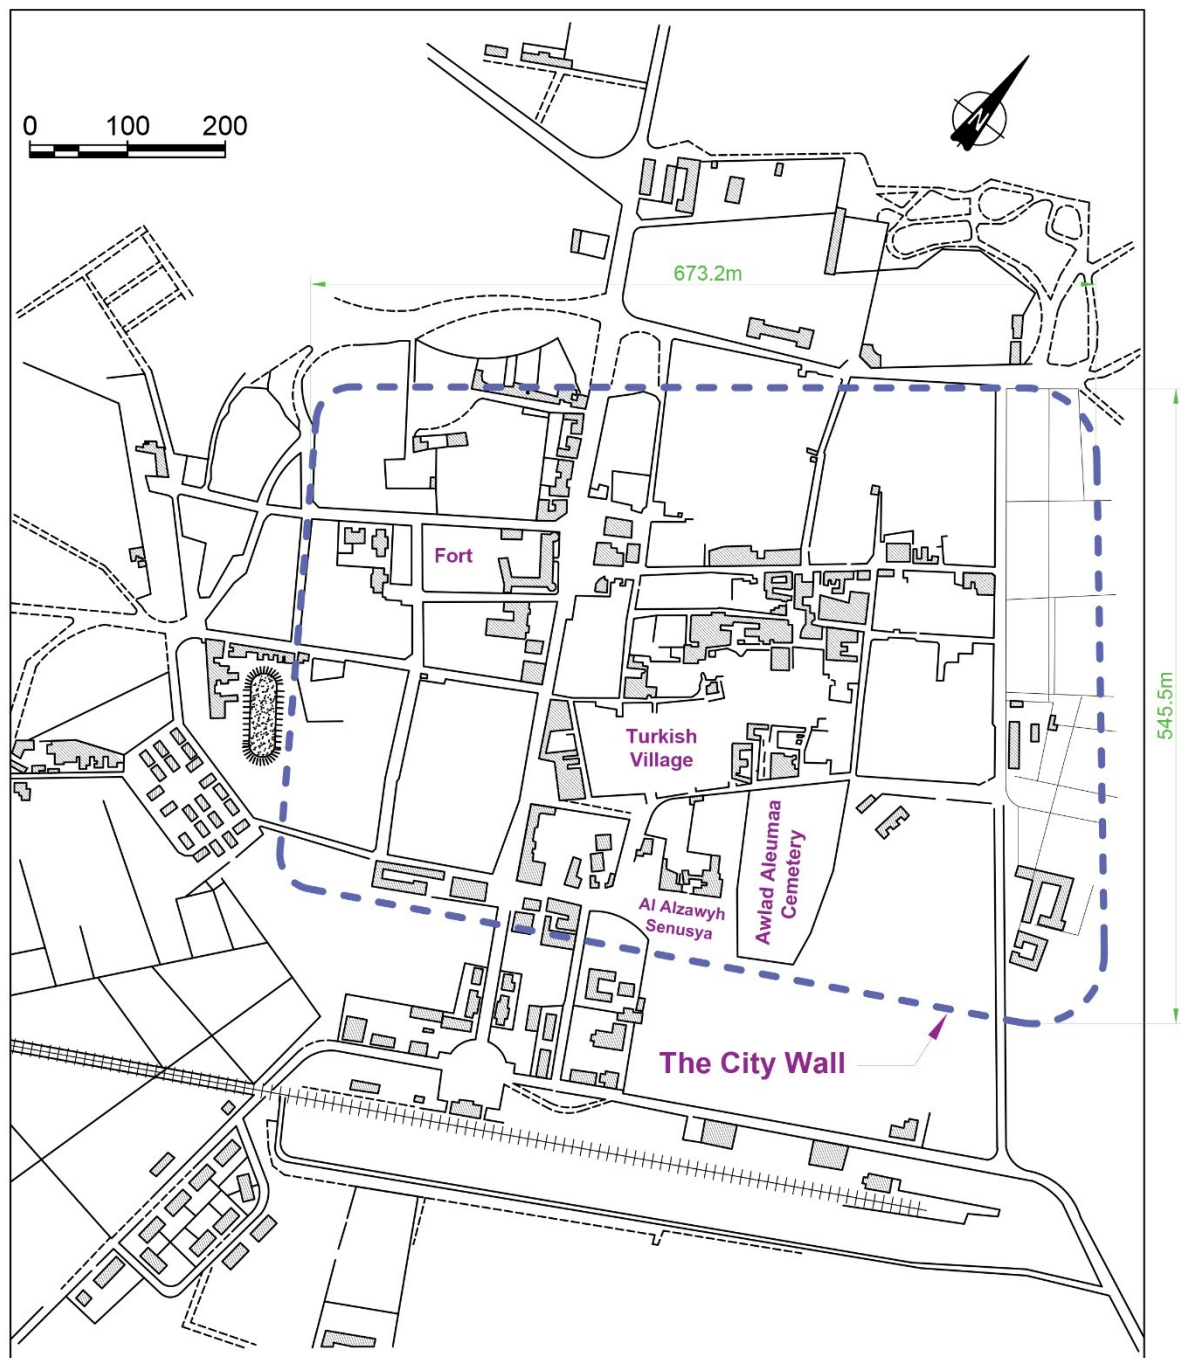 0 100 200
N
673.2m
545.5m
Fort
Turkish
Village
Awlad Aleumaa
Cemetery
Al Alzawyh
Senusya
The City Wall